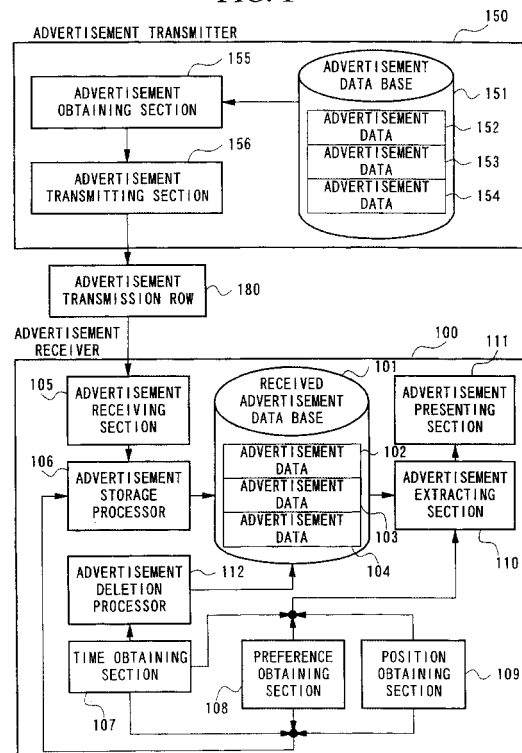 FIG. 1
ADVERTISEMENT TRANSMITTER
150
155
ADVERTISEMENT
OBTAINING SECTION
156
ADVERTISEMENT
TRANSMITTING SECTION
ADVERTISEMENT
DATA BASE
151
ADVERTISEMENT
DATA
152
ADVERTISEMENT
DATA
153
ADVERTISEMENT
DATA
154
ADVERTISEMENT
TRANSMISSION ROW
180
ADVERTISEMENT
RECEIVER
100
105
ADVERTISEMENT
RECEIVING
SECTION
106
ADVERTISEMENT
STORAGE
PROCESSOR
101
RECEIVED
ADVERTISEMENT
DATA BASE
102
ADVERTISEMENT
DATA
ADVERTISEMENT
DATA
103
ADVERTISEMENT
DATA
104
111
ADVERTISEMENT
PRESENTING
SECTION
ADVERTISEMENT
EXTRACTING
SECTION
110
112
ADVERTISEMENT
DELETION
PROCESSOR
TIME OBTAINING
SECTION
107
PREFERENCE
OBTAINING
SECTION
108
POSITION
OBTAINING
SECTION
109